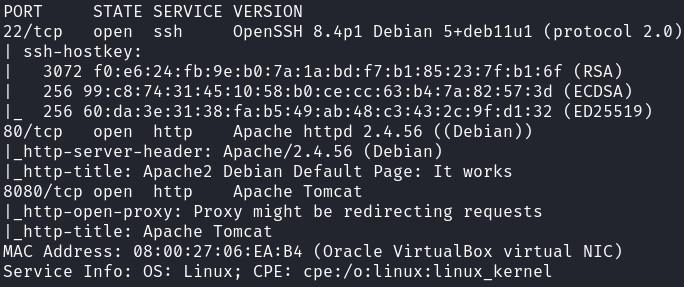 PORT     STATE SERVICE VERSION
22/tcp   open  ssh     OpenSSH 8.4p1 Debian 5+deb11u1 (protocol 2.0)
| ssh-hostkey:
|   3072 f0:e6:24:fb:9e:b0:7a:1a:bd:f7:b1:85:23:7f:b1:6f (RSA)
|   256 99:c8:74:31:45:10:58:b0:ce:cc:63:b4:7a:82:57:3d (ECDSA)
|_  256 60:da:3e:31:38:fa:b5:49:ab:48:c3:43:2c:9f:d1:32 (ED25519)
80/tcp   open  http    Apache httpd 2.4.56 ((Debian))
|_http-server-header: Apache/2.4.56 (Debian)
|_http-title: Apache2 Debian Default Page: It works
8080/tcp open  http    Apache Tomcat
|_http-open-proxy: Proxy might be redirecting requests
|_http-title: Apache Tomcat
MAC Address: 08:00:27:06:EA:B4 (Oracle VirtualBox virtual NIC)
Service Info: OS: Linux; CPE: cpe:/o:linux:linux_kernel